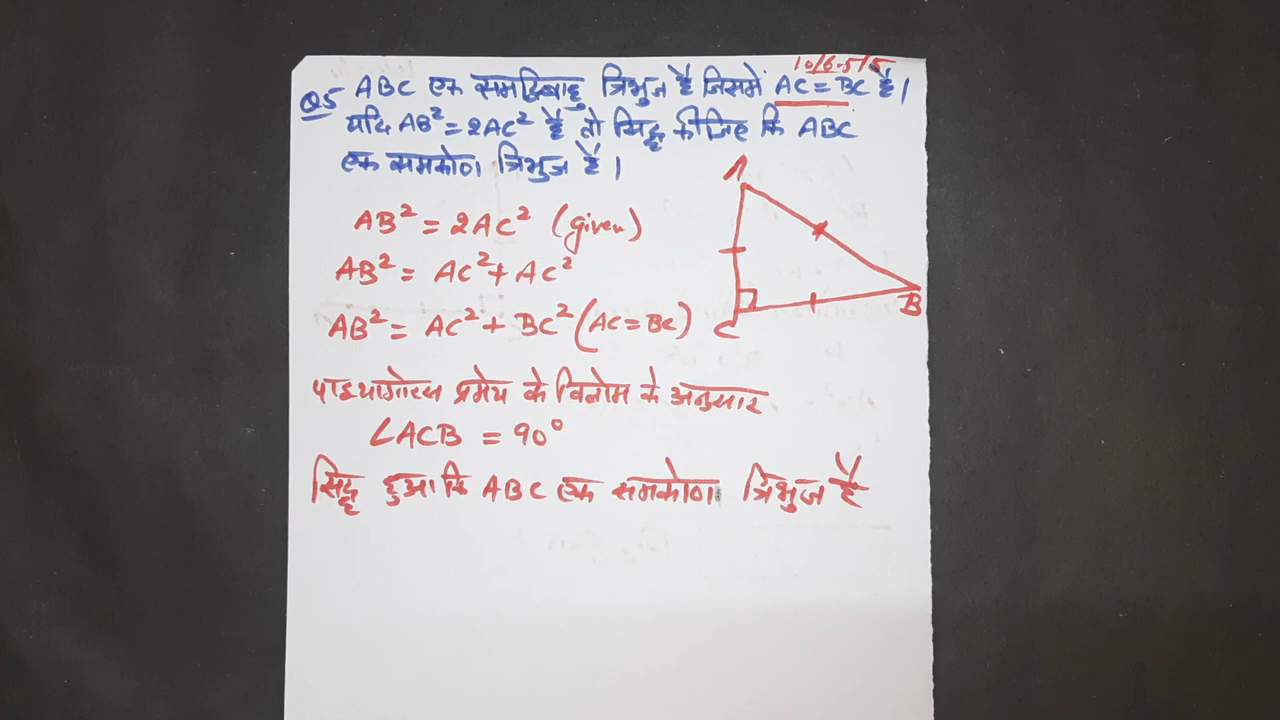 10/6.5/5
Q5 ABC एक समद्विबाहु त्रिभुज है जिसमें AC = BC है।
यदि AB² = 2AC² है तो सिद्ध कीजिए कि ABC
एक समकोण त्रिभुज है।
A
B
C
AB² = 2AC² (given)
AB² = AC² + AC²
AB² = AC² + BC² (AC = BC)
पाइथागोरस प्रमेय के विलोम के अनुसार
∠ACB = 90°
सिद्ध हुआ कि ABC एक समकोण त्रिभुज है